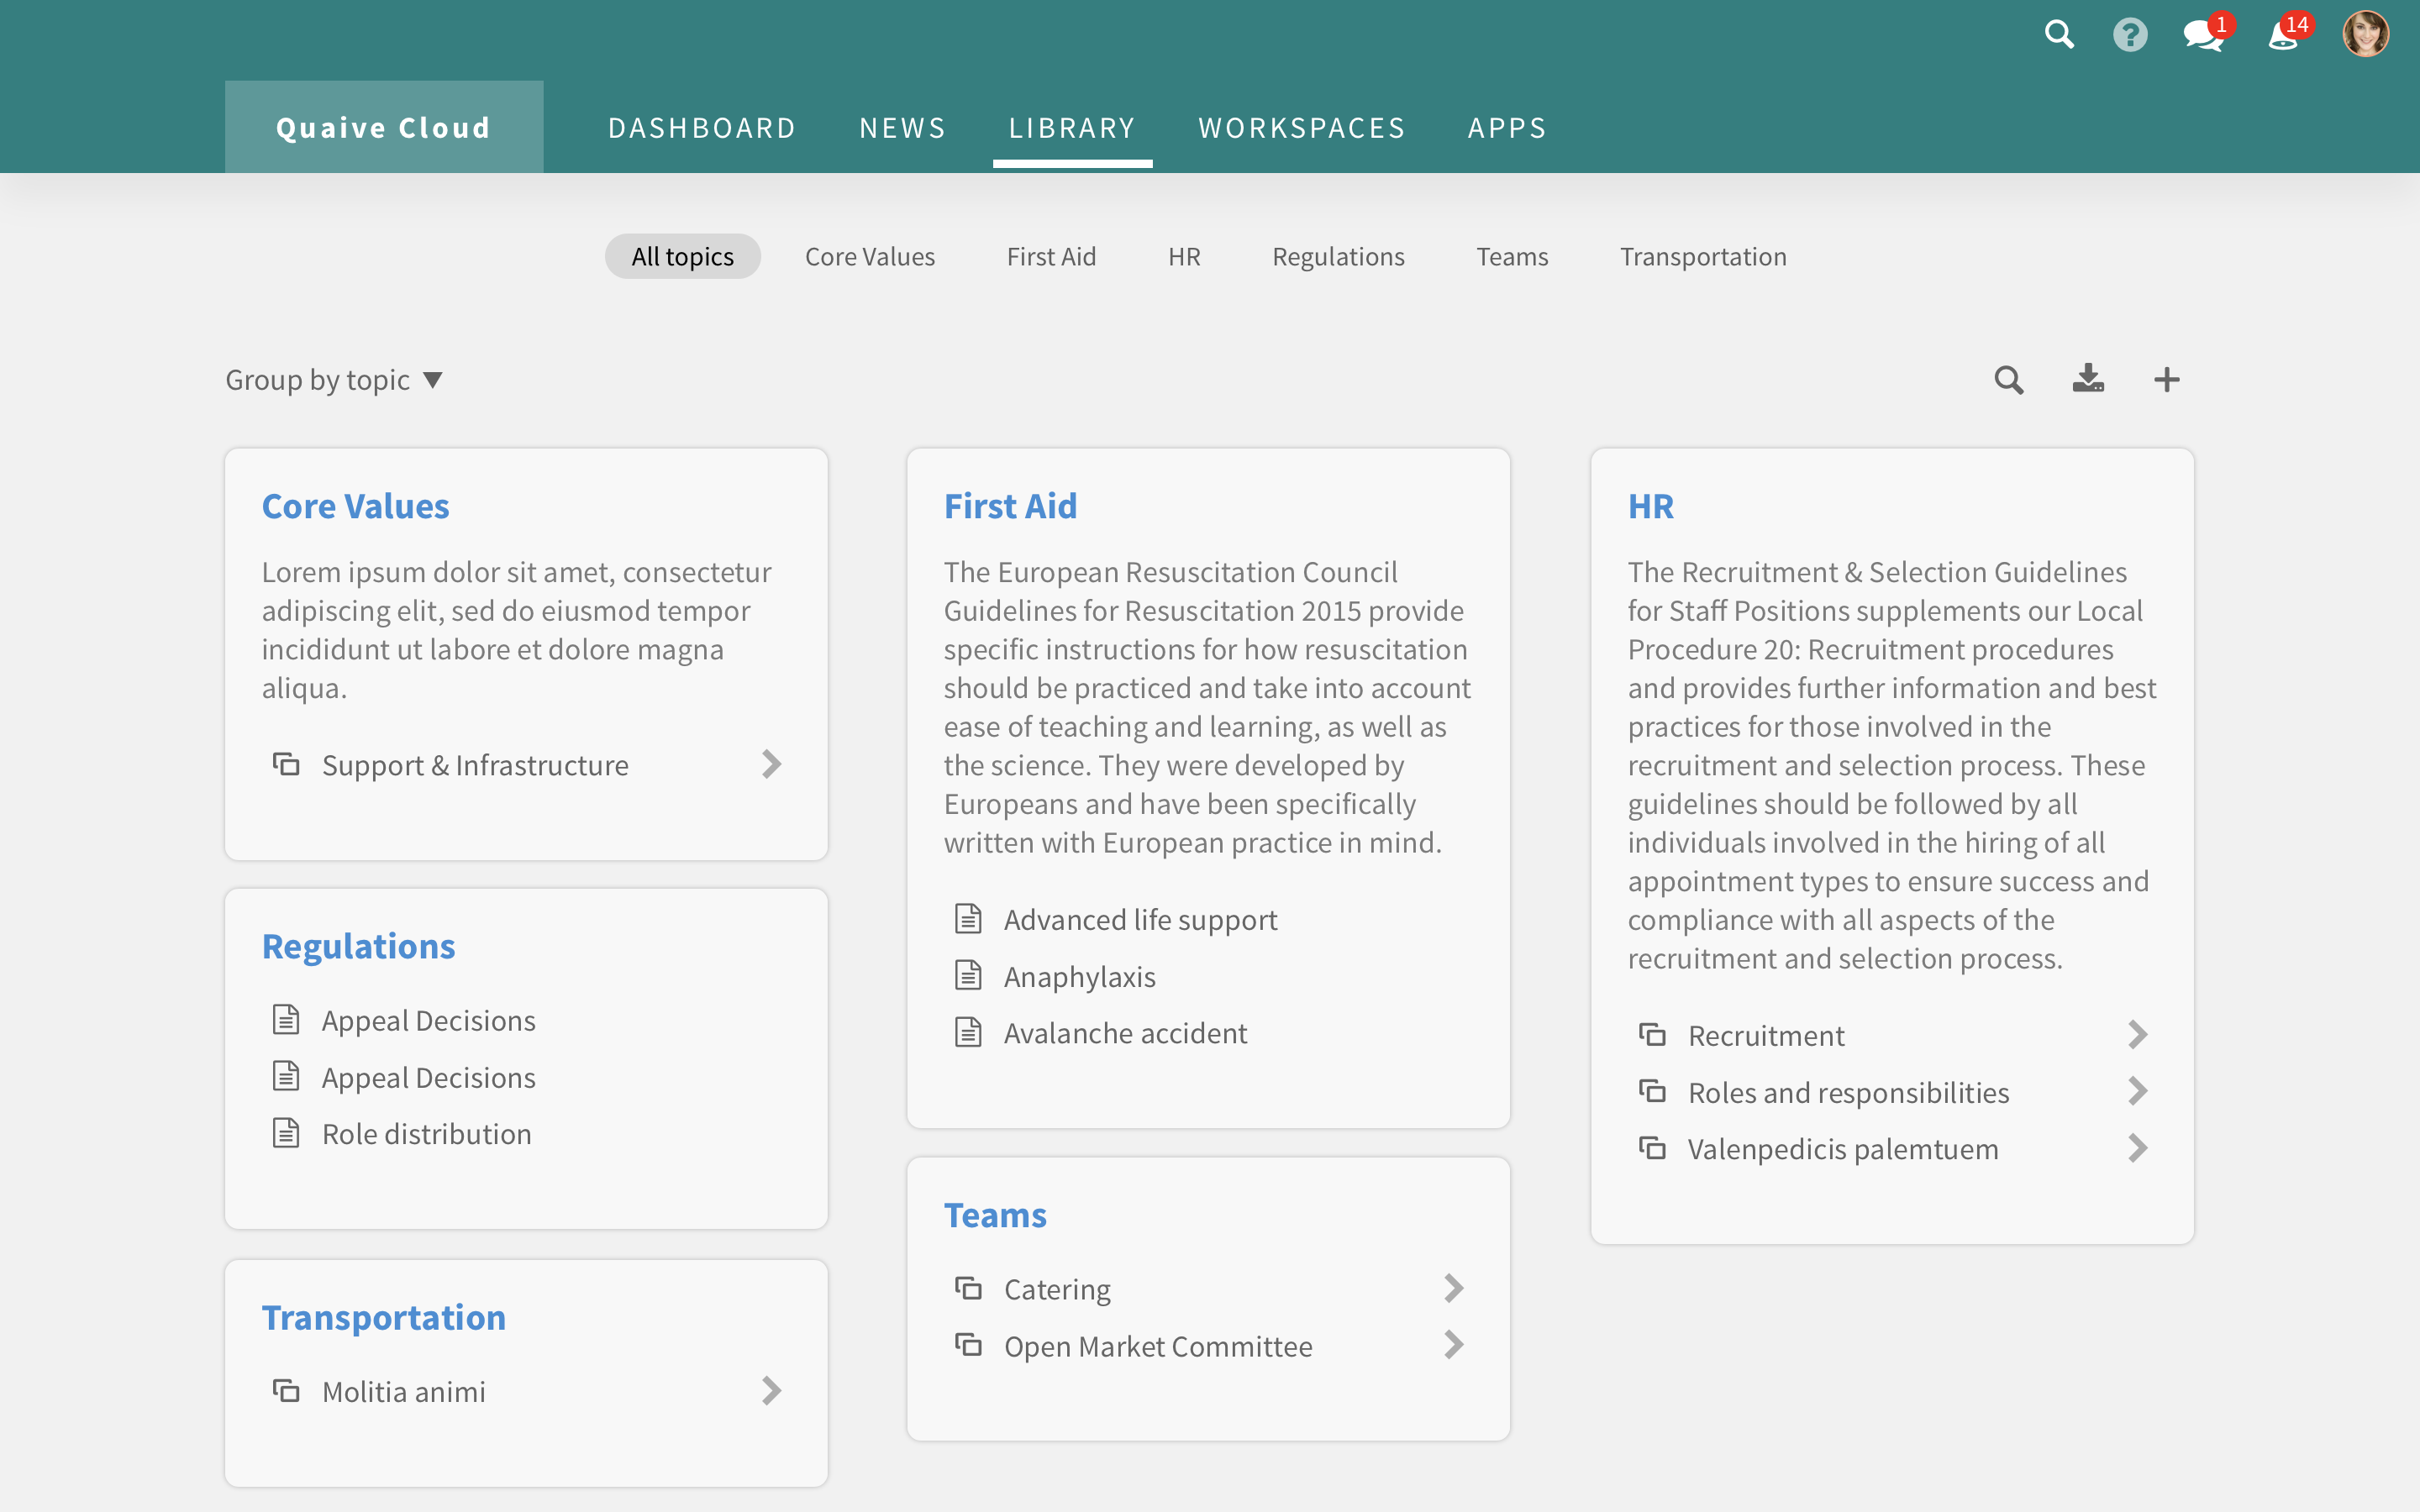 1
14
Quaive Cloud
DASHBOARD
NEWS
LIBRARY
WORKSPACES
APPS
All topics
Core Values
First Aid
HR
Regulations
Teams
Transportation
Group by topic
Core Values
Lorem ipsum dolor sit amet, consectetur
adipiscing elit, sed do eiusmod tempor
incididunt ut labore et dolore magna
aliqua.
Support & Infrastructure
Regulations
Appeal Decisions
Appeal Decisions
Role distribution
Transportation
Molitia animi
First Aid
The European Resuscitation Council
Guidelines for Resuscitation 2015 provide
specific instructions for how resuscitation
should be practiced and take into account
ease of teaching and learning, as well as
the science. They were developed by
Europeans and have been specifically
written with European practice in mind.
Advanced life support
Anaphylaxis
Avalanche accident
Teams
Catering
Open Market Committee
HR
The Recruitment & Selection Guidelines
for Staff Positions supplements our Local
Procedure 20: Recruitment procedures
and provides further information and best
practices for those involved in the
recruitment and selection process. These
guidelines should be followed by all
individuals involved in the hiring of all
appointment types to ensure success and
compliance with all aspects of the
recruitment and selection process.
Recruitment
Roles and responsibilities
Valenpedicis palemtuem